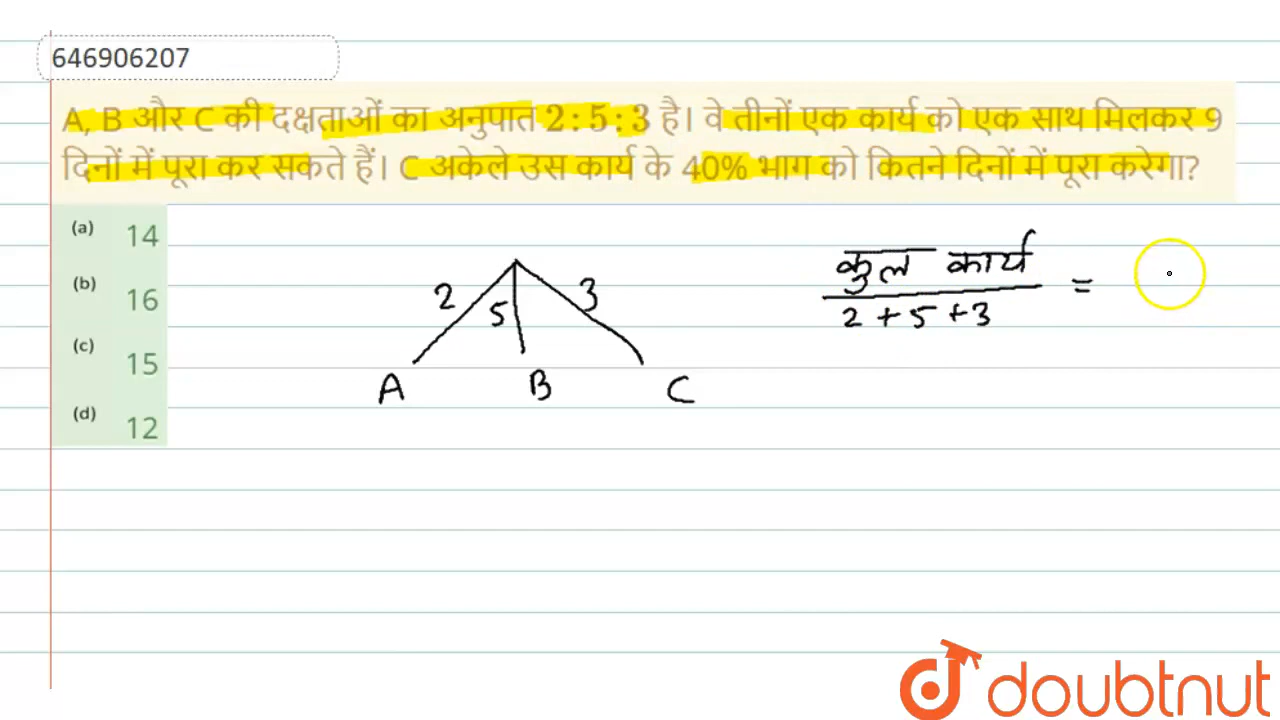 646906207
A, B और C की दक्षताओं का अनुपात 2 : 5 : 3 है। वे तीनों एक कार्य को एक साथ मिलकर 9
दिनों में पूरा कर सकते हैं। C अकेले उस कार्य के 40% भाग को कितने दिनों में पूरा करेगा?
(a) 14
(b) 16
(c) 15
(d) 12
2 5 3
A B C
कुल कार्य
2 + 5 + 3 =
doubtnut